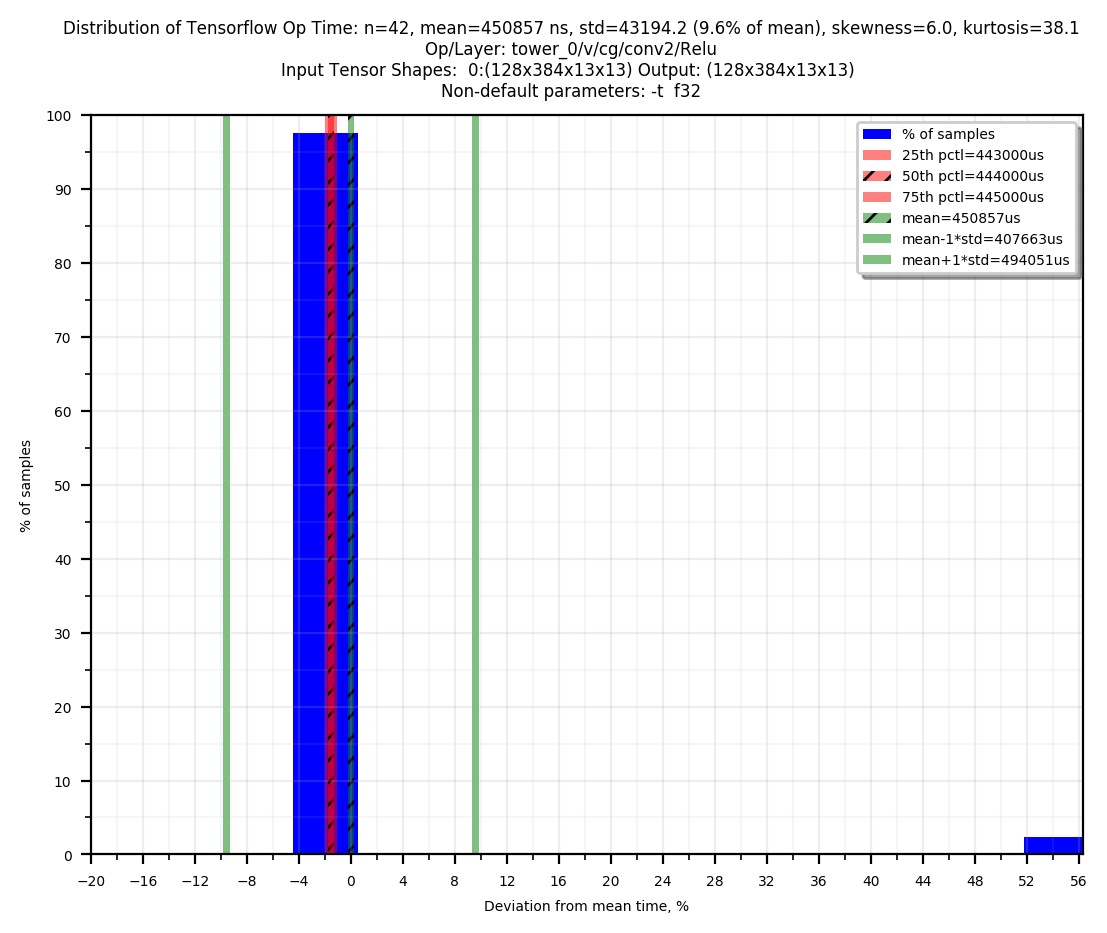 Distribution of Tensorflow Op Time: n=42, mean=450857 ns, std=43194.2 (9.6% of mean), skewness=6.0, kurtosis=38.1
Op/Layer: tower_0/v/cg/conv2/Relu
Input Tensor Shapes:  0:(128x384x13x13) Output: (128x384x13x13)
Non-default parameters: -t  f32
100
90
80
70
60
50
40
30
20
10
0
% of samples
% of samples
25th pctl=443000us
50th pctl=444000us
75th pctl=445000us
mean=450857us
mean-1*std=407663us
mean+1*std=494051us
−20 −16 −12 −8 −4 0 4 8 12 16 20 24 28 32 36 40 44 48 52 56
Deviation from mean time, %